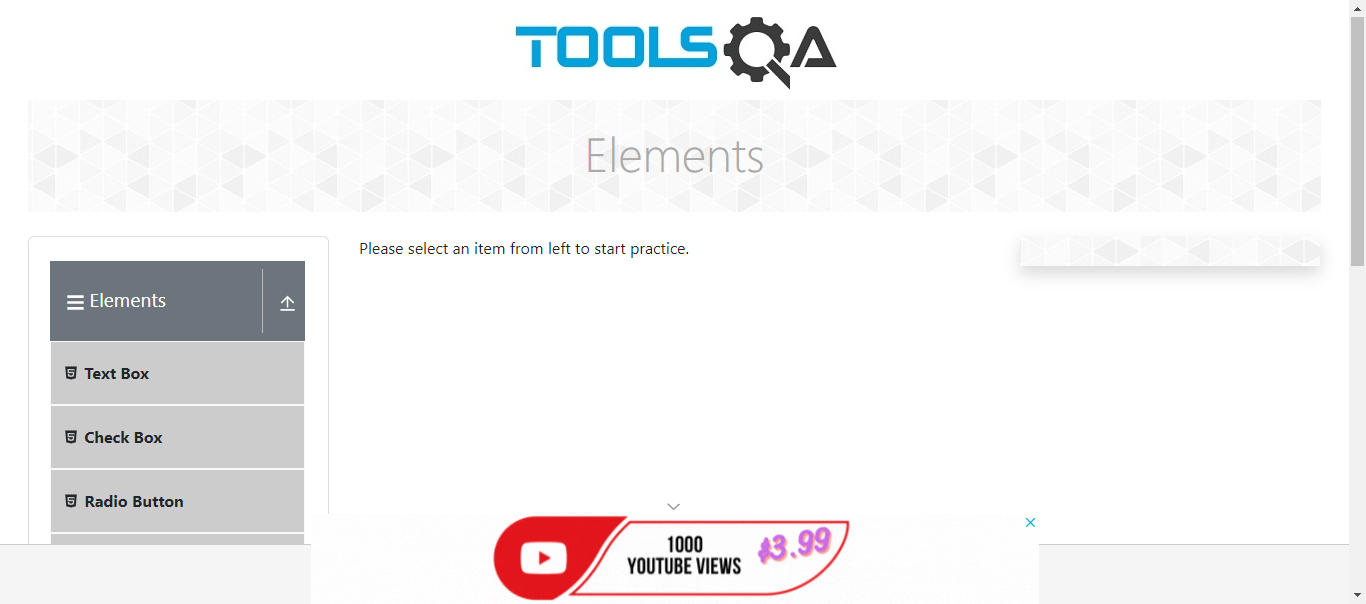 TOOLSQA
Elements
Please select an item from left to start practice.
Elements
Text Box
Check Box
Radio Button
1000
YOUTUBE VIEWS
$3.99